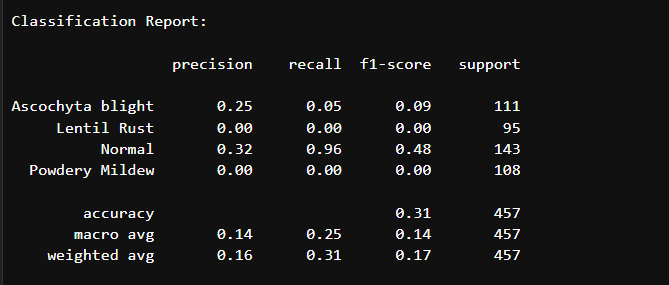 Classification Report:
precision recall f1-score support
Ascochyta blight 0.25 0.05 0.09 111
Lentil Rust 0.00 0.00 0.00 95
Normal 0.32 0.96 0.48 143
Powdery Mildew 0.00 0.00 0.00 108
accuracy 0.31 457
macro avg 0.14 0.25 0.14 457
weighted avg 0.16 0.31 0.17 457